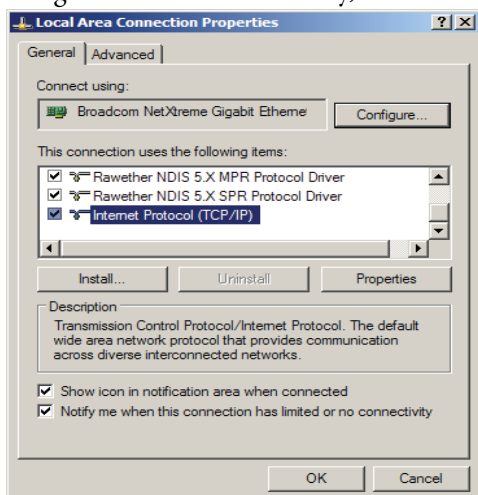 Local Area Connection Properties
General Advanced
Connect using:
Broadcom NetXtreme Gigabit Etherne Configure...
This connection uses the following items:
Rawether NDIS 5.X MPR Protocol Driver
Rawether NDIS 5.X SPR Protocol Driver
Internet Protocol (TCP/IP)
Install... Uninstall Properties
Description
Transmission Control Protocol/Internet Protocol. The default
wide area network protocol that provides communication
across diverse interconnected networks.
Show icon in notification area when connected
Notify me when this connection has limited or no connectivity
OK Cancel